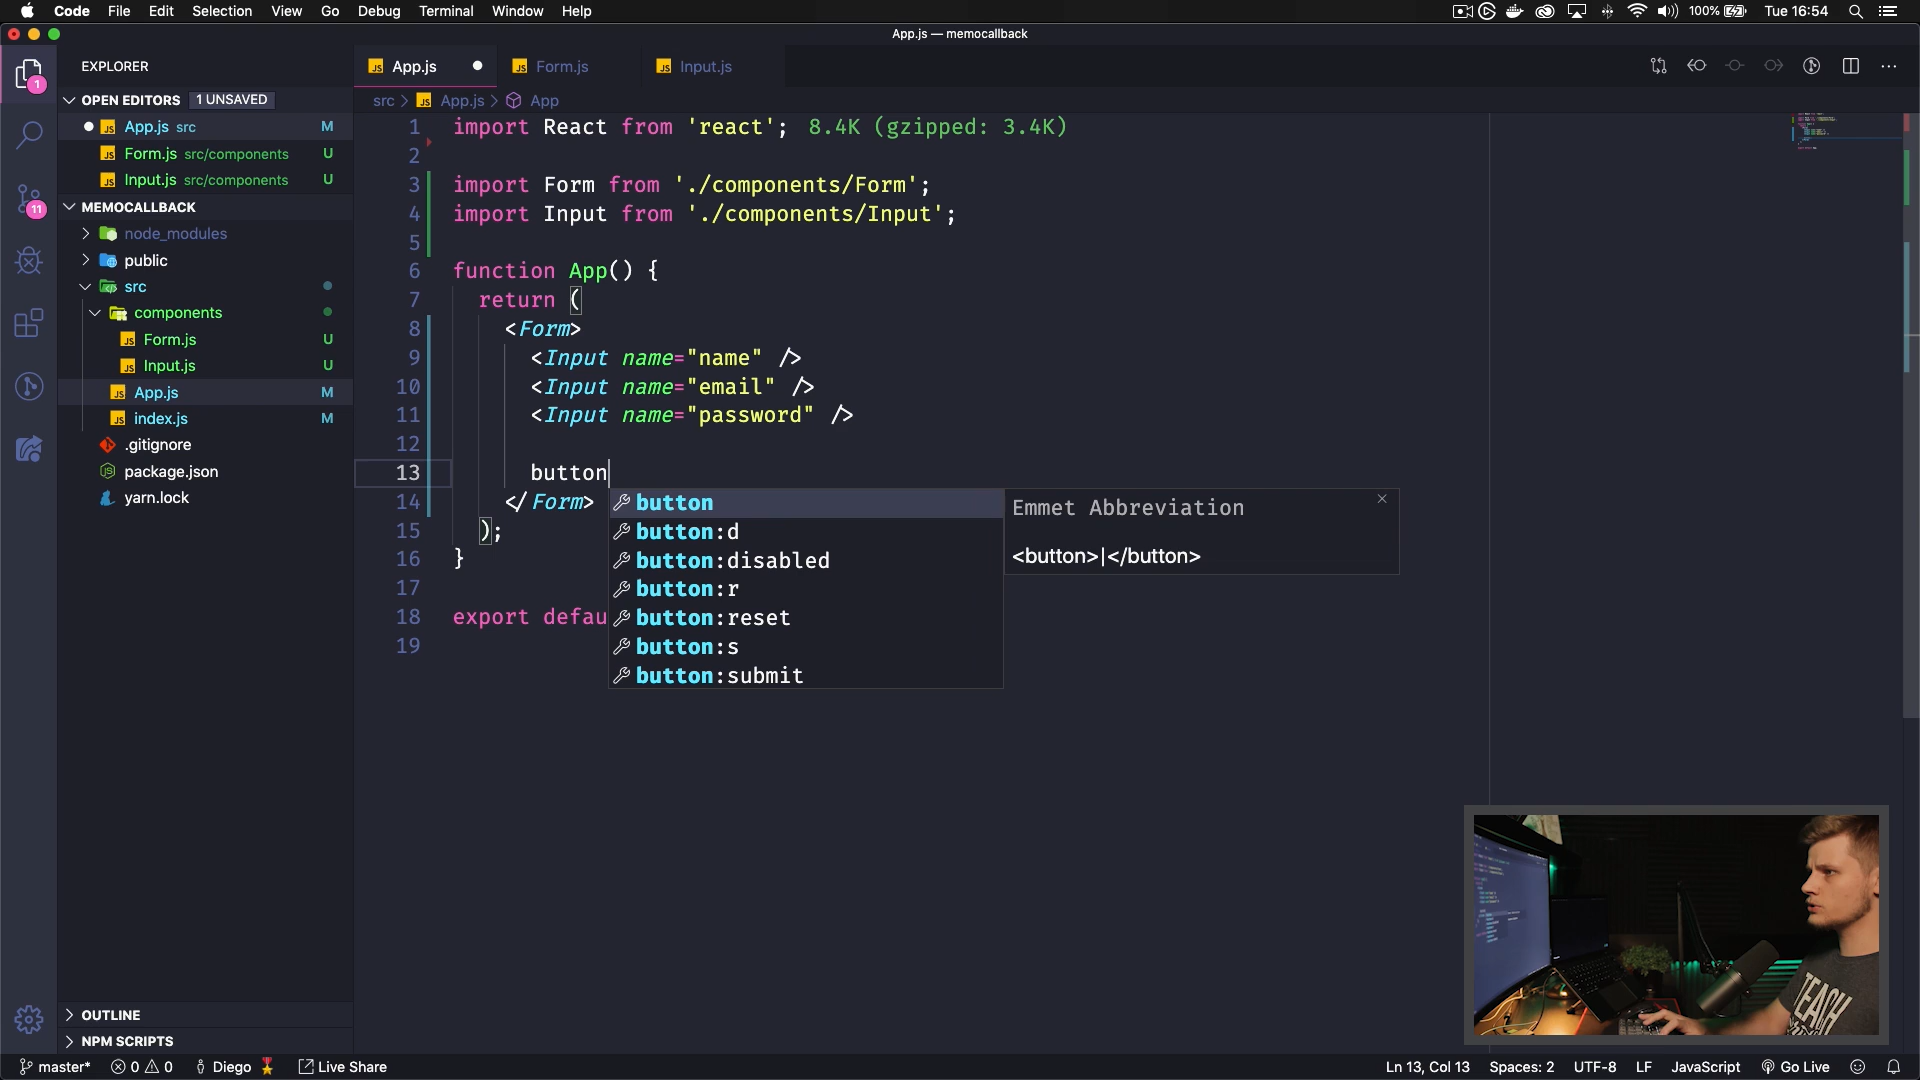 Code File Edit Selection View Go Debug Terminal Window Help
100% Tue 16:54
App.js — memocallback
EXPLORER
OPEN EDITORS 1 UNSAVED
App.js src M
Form.js src/components U
Input.js src/components U
MEMOCALLBACK
node_modules
public
src
components
Form.js U
Input.js U
App.js M
index.js M
.gitignore
package.json
yarn.lock
OUTLINE
NPM SCRIPTS
1
11
App.js Form.js Input.js
src > App.js > App
1 import React from 'react'; 8.4K (gzipped: 3.4K)
2
3 import Form from './components/Form';
4 import Input from './components/Input';
5
6 function App() {
7 return (
8 <Form>
9 <Input name="name" />
10 <Input name="email" />
11 <Input name="password" />
12
13 button
14 </Form>
15 );
16 }
17
18 export defau
19
button
button:d
button:disabled
button:r
button:reset
button:s
button:submit
Emmet Abbreviation
<button>|</button>
TEACH
master* 0 0 Diego Live Share
Ln 13, Col 13 Spaces: 2 UTF-8 LF JavaScript Go Live